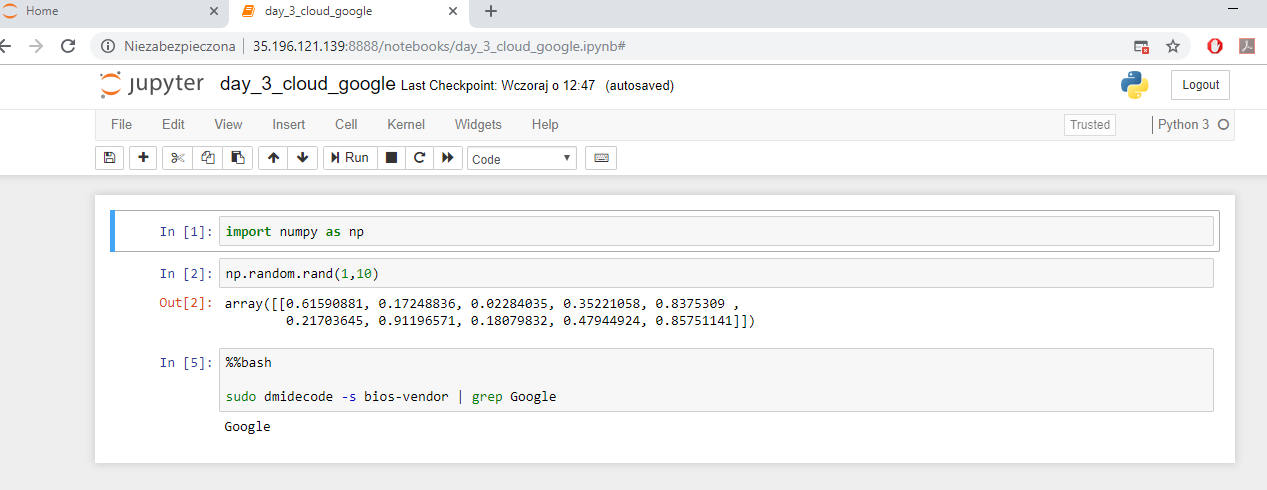 Home
day_3_cloud_google
Niezabezpieczona 35.196.121.139:8888/notebooks/day_3_cloud_google.ipynb#
jupyter day_3_cloud_google Last Checkpoint: Wczoraj o 12:47 (autosaved)
Logout
File Edit View Insert Cell Kernel Widgets Help
Trusted
Python 3
Run
Code
In [1]: import numpy as np
In [2]: np.random.rand(1,10)
Out[2]: array([[0.61590881, 0.17248836, 0.02284035, 0.35221058, 0.8375309 ,
0.21703645, 0.91196571, 0.18079832, 0.47944924, 0.85751141]])
In [5]: %%bash
sudo dmidecode -s bios-vendor | grep Google
Google